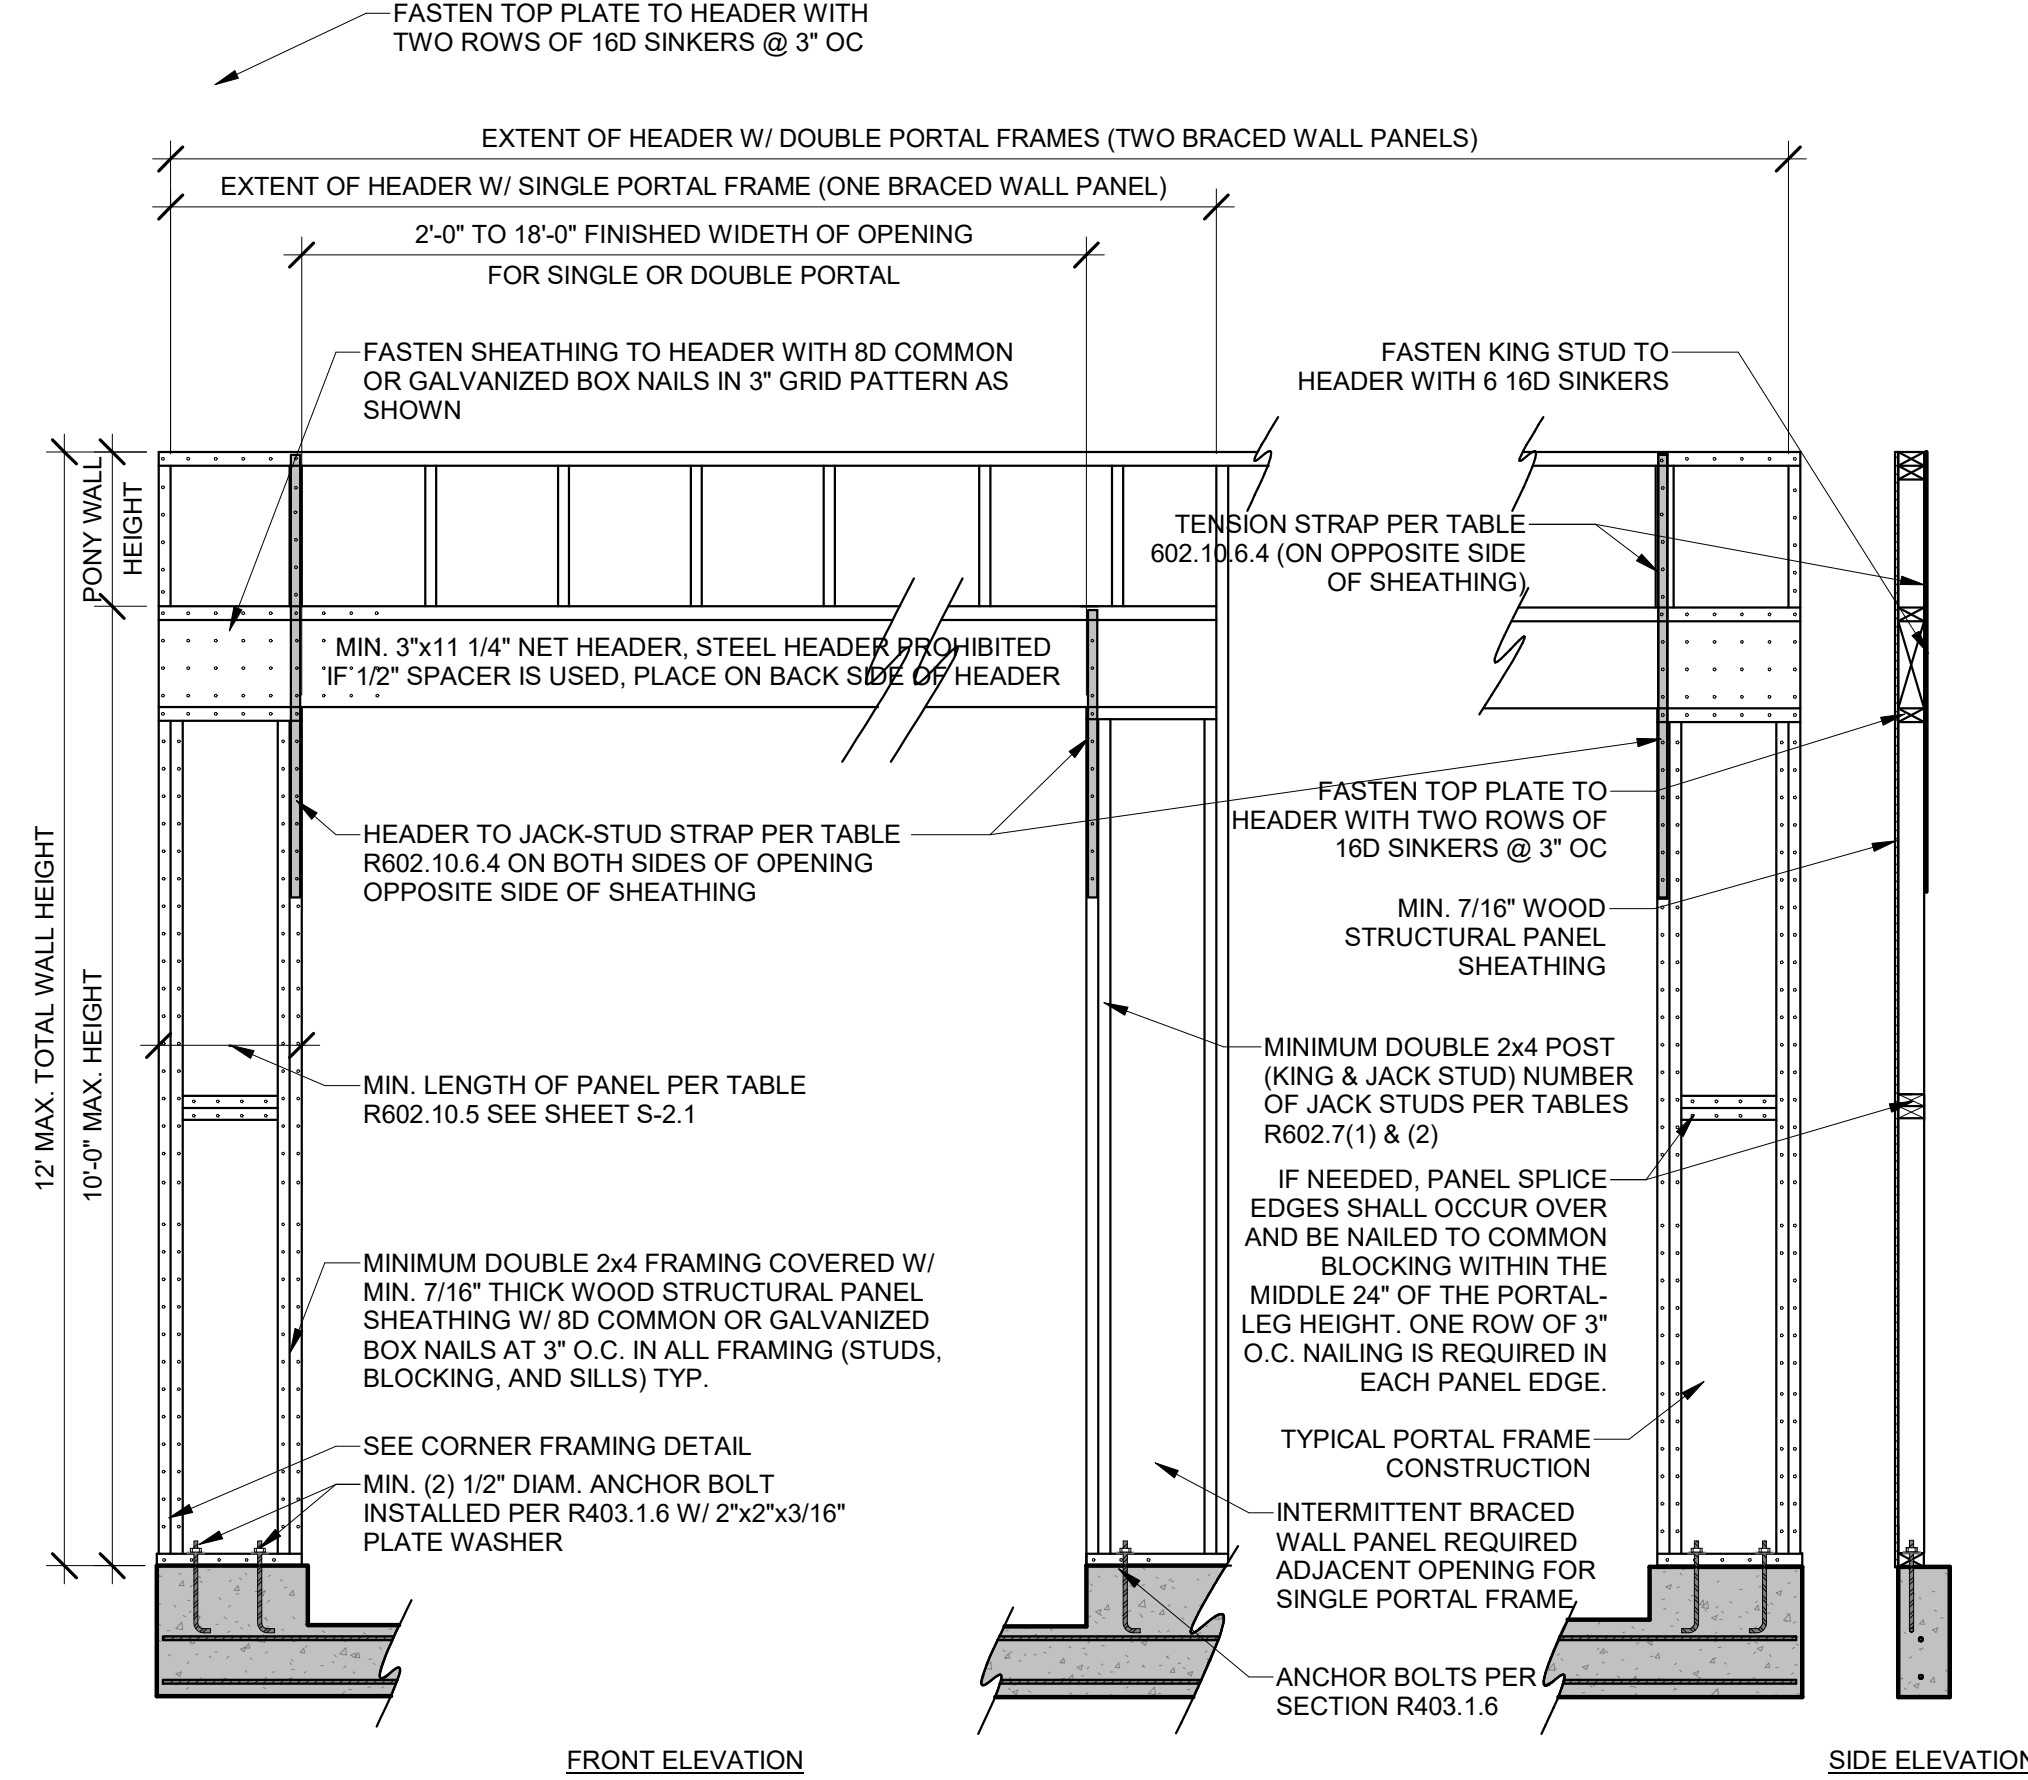 FASTEN TOP PLATE TO HEADER WITH
TWO ROWS OF 16D SINKERS @ 3" OC
EXTENT OF HEADER W/ DOUBLE PORTAL FRAMES (TWO BRACED WALL PANELS)
EXTENT OF HEADER W/ SINGLE PORTAL FRAME (ONE BRACED WALL PANEL)
2'-0" TO 18'-0" FINISHED WIDETH OF OPENING
FOR SINGLE OR DOUBLE PORTAL
FASTEN SHEATHING TO HEADER WITH 8D COMMON
OR GALVANIZED BOX NAILS IN 3" GRID PATTERN AS
SHOWN
FASTEN KING STUD TO
HEADER WITH 6 16D SINKERS
PONY WALL
HEIGHT
TENSION STRAP PER TABLE
602.10.6.4 (ON OPPOSITE SIDE
OF SHEATHING)
MIN. 3"x11 1/4" NET HEADER, STEEL HEADER PROHIBITED
IF 1/2" SPACER IS USED, PLACE ON BACK SIDE OF HEADER
12' MAX. TOTAL WALL HEIGHT
10'-0" MAX. HEIGHT
HEADER TO JACK-STUD STRAP PER TABLE
R602.10.6.4 ON BOTH SIDES OF OPENING
OPPOSITE SIDE OF SHEATHING
FASTEN TOP PLATE TO
HEADER WITH TWO ROWS OF
16D SINKERS @ 3" OC
MIN. 7/16" WOOD
STRUCTURAL PANEL
SHEATHING
MIN. LENGTH OF PANEL PER TABLE
R602.10.5 SEE SHEET S-2.1
MINIMUM DOUBLE 2x4 POST
(KING & JACK STUD) NUMBER
OF JACK STUDS PER TABLES
R602.7(1) & (2)
IF NEEDED, PANEL SPLICE
EDGES SHALL OCCUR OVER
AND BE NAILED TO COMMON
BLOCKING WITHIN THE
MIDDLE 24" OF THE PORTAL-
LEG HEIGHT. ONE ROW OF 3"
O.C. NAILING IS REQUIRED IN
EACH PANEL EDGE.
MINIMUM DOUBLE 2x4 FRAMING COVERED W/
MIN. 7/16" THICK WOOD STRUCTURAL PANEL
SHEATHING W/ 8D COMMON OR GALVANIZED
BOX NAILS AT 3" O.C. IN ALL FRAMING (STUDS,
BLOCKING, AND SILLS) TYP.
SEE CORNER FRAMING DETAIL
MIN. (2) 1/2" DIAM. ANCHOR BOLT
INSTALLED PER R403.1.6 W/ 2"x2"x3/16"
PLATE WASHER
TYPICAL PORTAL FRAME
CONSTRUCTION
INTERMITTENT BRACED
WALL PANEL REQUIRED
ADJACENT OPENING FOR
SINGLE PORTAL FRAME
ANCHOR BOLTS PER
SECTION R403.1.6
FRONT ELEVATION
SIDE ELEVATION